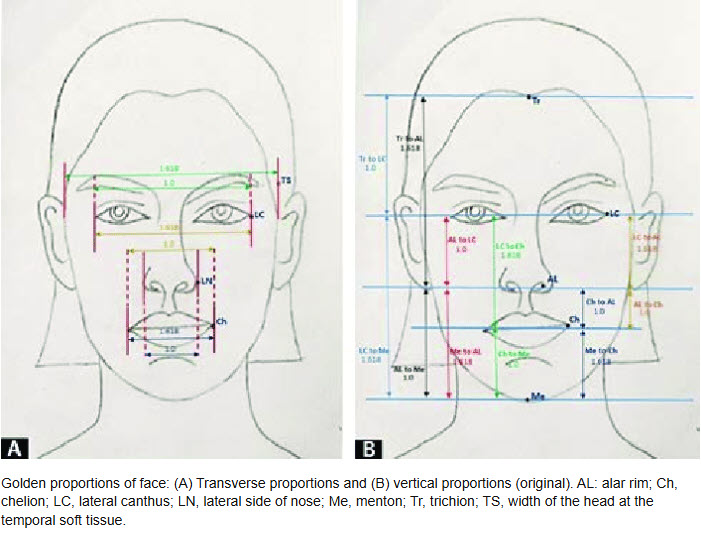 1.618
1.0
TS
LC
1.618
1.0
LN
Ch
1.618
1.0
A
Tr
Tr to AL
1.618
Tr to LC
1.0
LC
AL to LC
1.0
LC to Ch
1.618
LC to AL
1.618
AL
Ch to AL
1.0
AL to Ch
1.0
Ch
LC to Me
1.618
AL to Me
1.0
Me to AL
1.618
Ch to Me
1.0
Me to Ch
1.618
Me
B
Golden proportions of face: (A) Transverse proportions and (B) vertical proportions (original). AL: alar rim; Ch,
chelion; LC, lateral canthus; LN, lateral side of nose; Me, menton; Tr, trichion; TS, width of the head at the
temporal soft tissue.